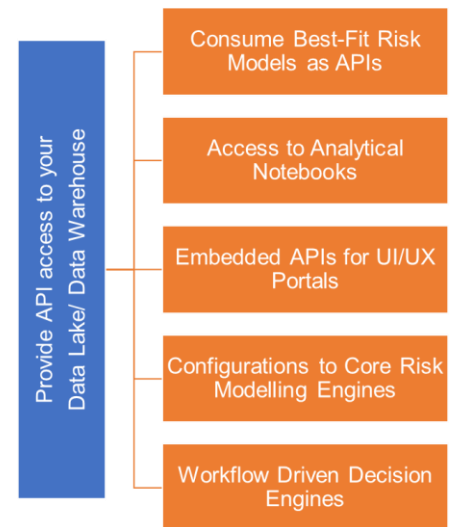 Provide API access to your
Data Lake/ Data Warehouse
Consume Best-Fit Risk
Models as APIs
Access to Analytical
Notebooks
Embedded APIs for UI/UX
Portals
Configurations to Core Risk
Modelling Engines
Workflow Driven Decision
Engines